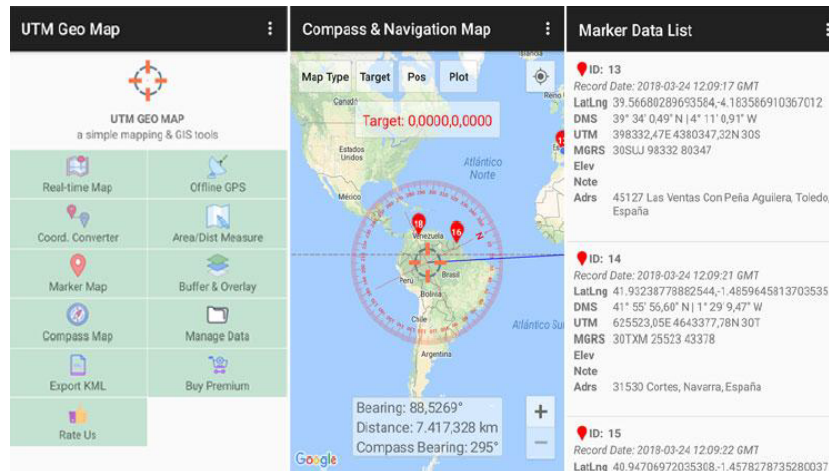 UTM Geo Map
UTM GEO MAP
a simple mapping & GIS tools
Real-time Map
Offline GPS
Coord. Converter
Area/Dist Measure
Marker Map
Buffer & Overlay
Compass Map
Manage Data
Export KML
Buy Premium
Rate Us
Compass & Navigation Map
Map Type
Target
Pos
Plot
Target: 0,0000,0,0000
Canadá
Estados
Unidos
México
Atlántico
Norte
18
16
Venezuela
N
Perú
Brasil
Bolivia
Chile
Argentina
Atlántico Su
Bearing: 88,5269°
Distance: 7.417,328 km
Compass Bearing: 295°
+
−
Google
Marker Data List
ID: 13
Record Date: 2018-03-24 12:09:17 GMT
LatLng 39.56680289693584,-4.183586910367012
DMS 39° 34' 0,49" N | 4° 11' 0,91" W
UTM 398332,47E 4380347,32N 30S
MGRS 30SUJ 98332 80347
Elev
Note
Adrs 45127 Las Ventas Con Peña Aguilera, Toledo,
España
ID: 14
Record Date: 2018-03-24 12:09:21 GMT
LatLng 41.93238778882544,-1.4859645813703535
DMS 41° 55' 56,60" N | 1° 29' 9,47" W
UTM 625523,05E 4643377,78N 30T
MGRS 30TXM 25523 43378
Elev
Note
Adrs 31530 Cortes, Navarra, España
ID: 15
Record Date: 2018-03-24 12:09:22 GMT
LatLng 40.94706972035308,-1.4578278735280037